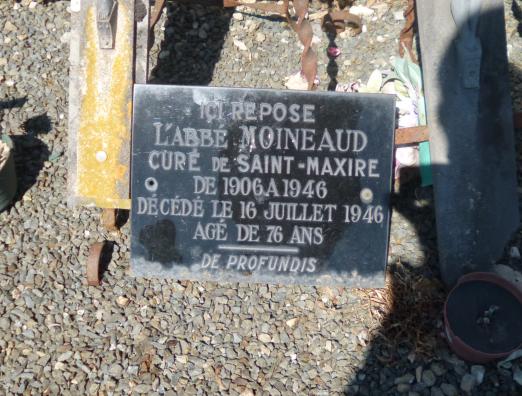 ICI REPOSE
L'ABBÉ MOINEAUD
CURÉ DE SAINT-MAXIRE
DE 1906 A 1946
DÉCÉDÉ LE 16 JUILLET 1946
AGÉ DE 76 ANS
DE PROFUNDIS